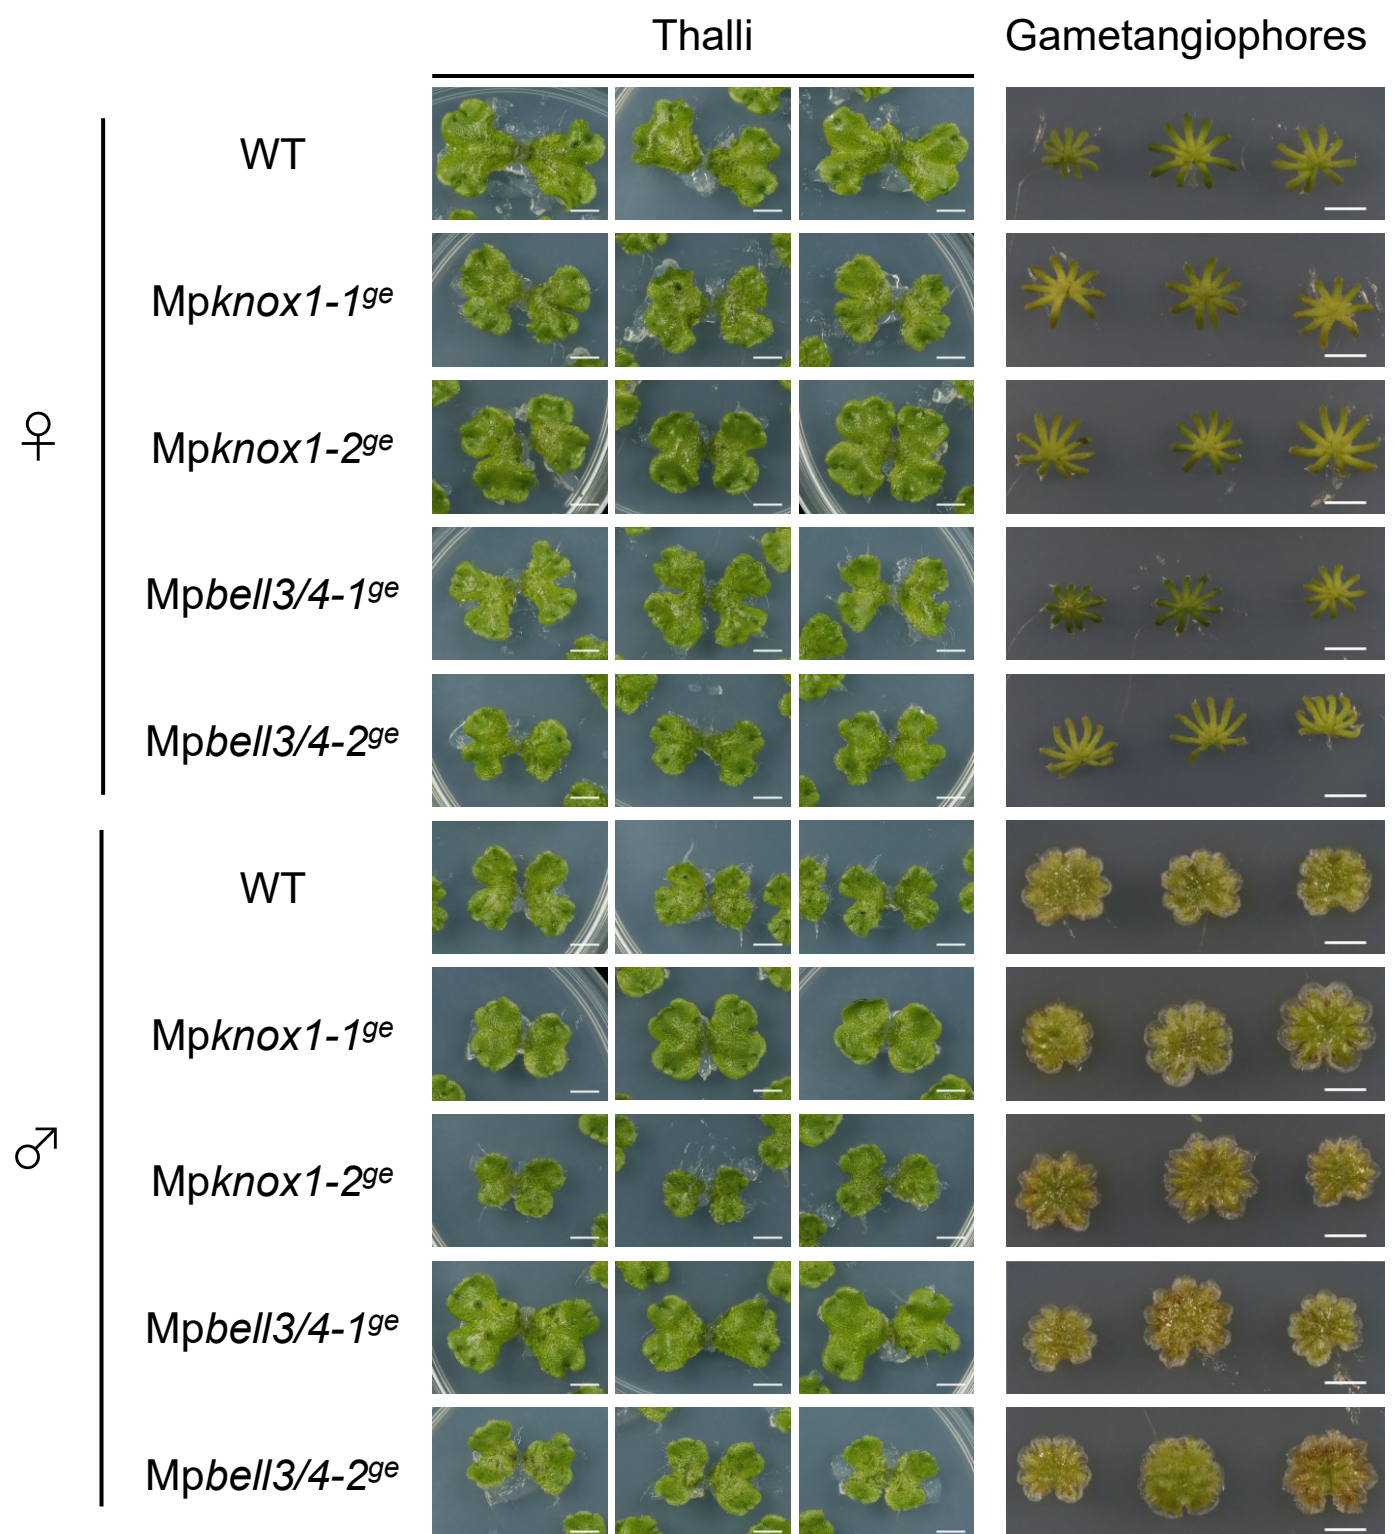 Thalli Gametangiophores
♀
WT
Mpknox1-1ge
Mpknox1-2ge
Mpbell3/4-1ge
Mpbell3/4-2ge
♂
WT
Mpknox1-1ge
Mpknox1-2ge
Mpbell3/4-1ge
Mpbell3/4-2ge